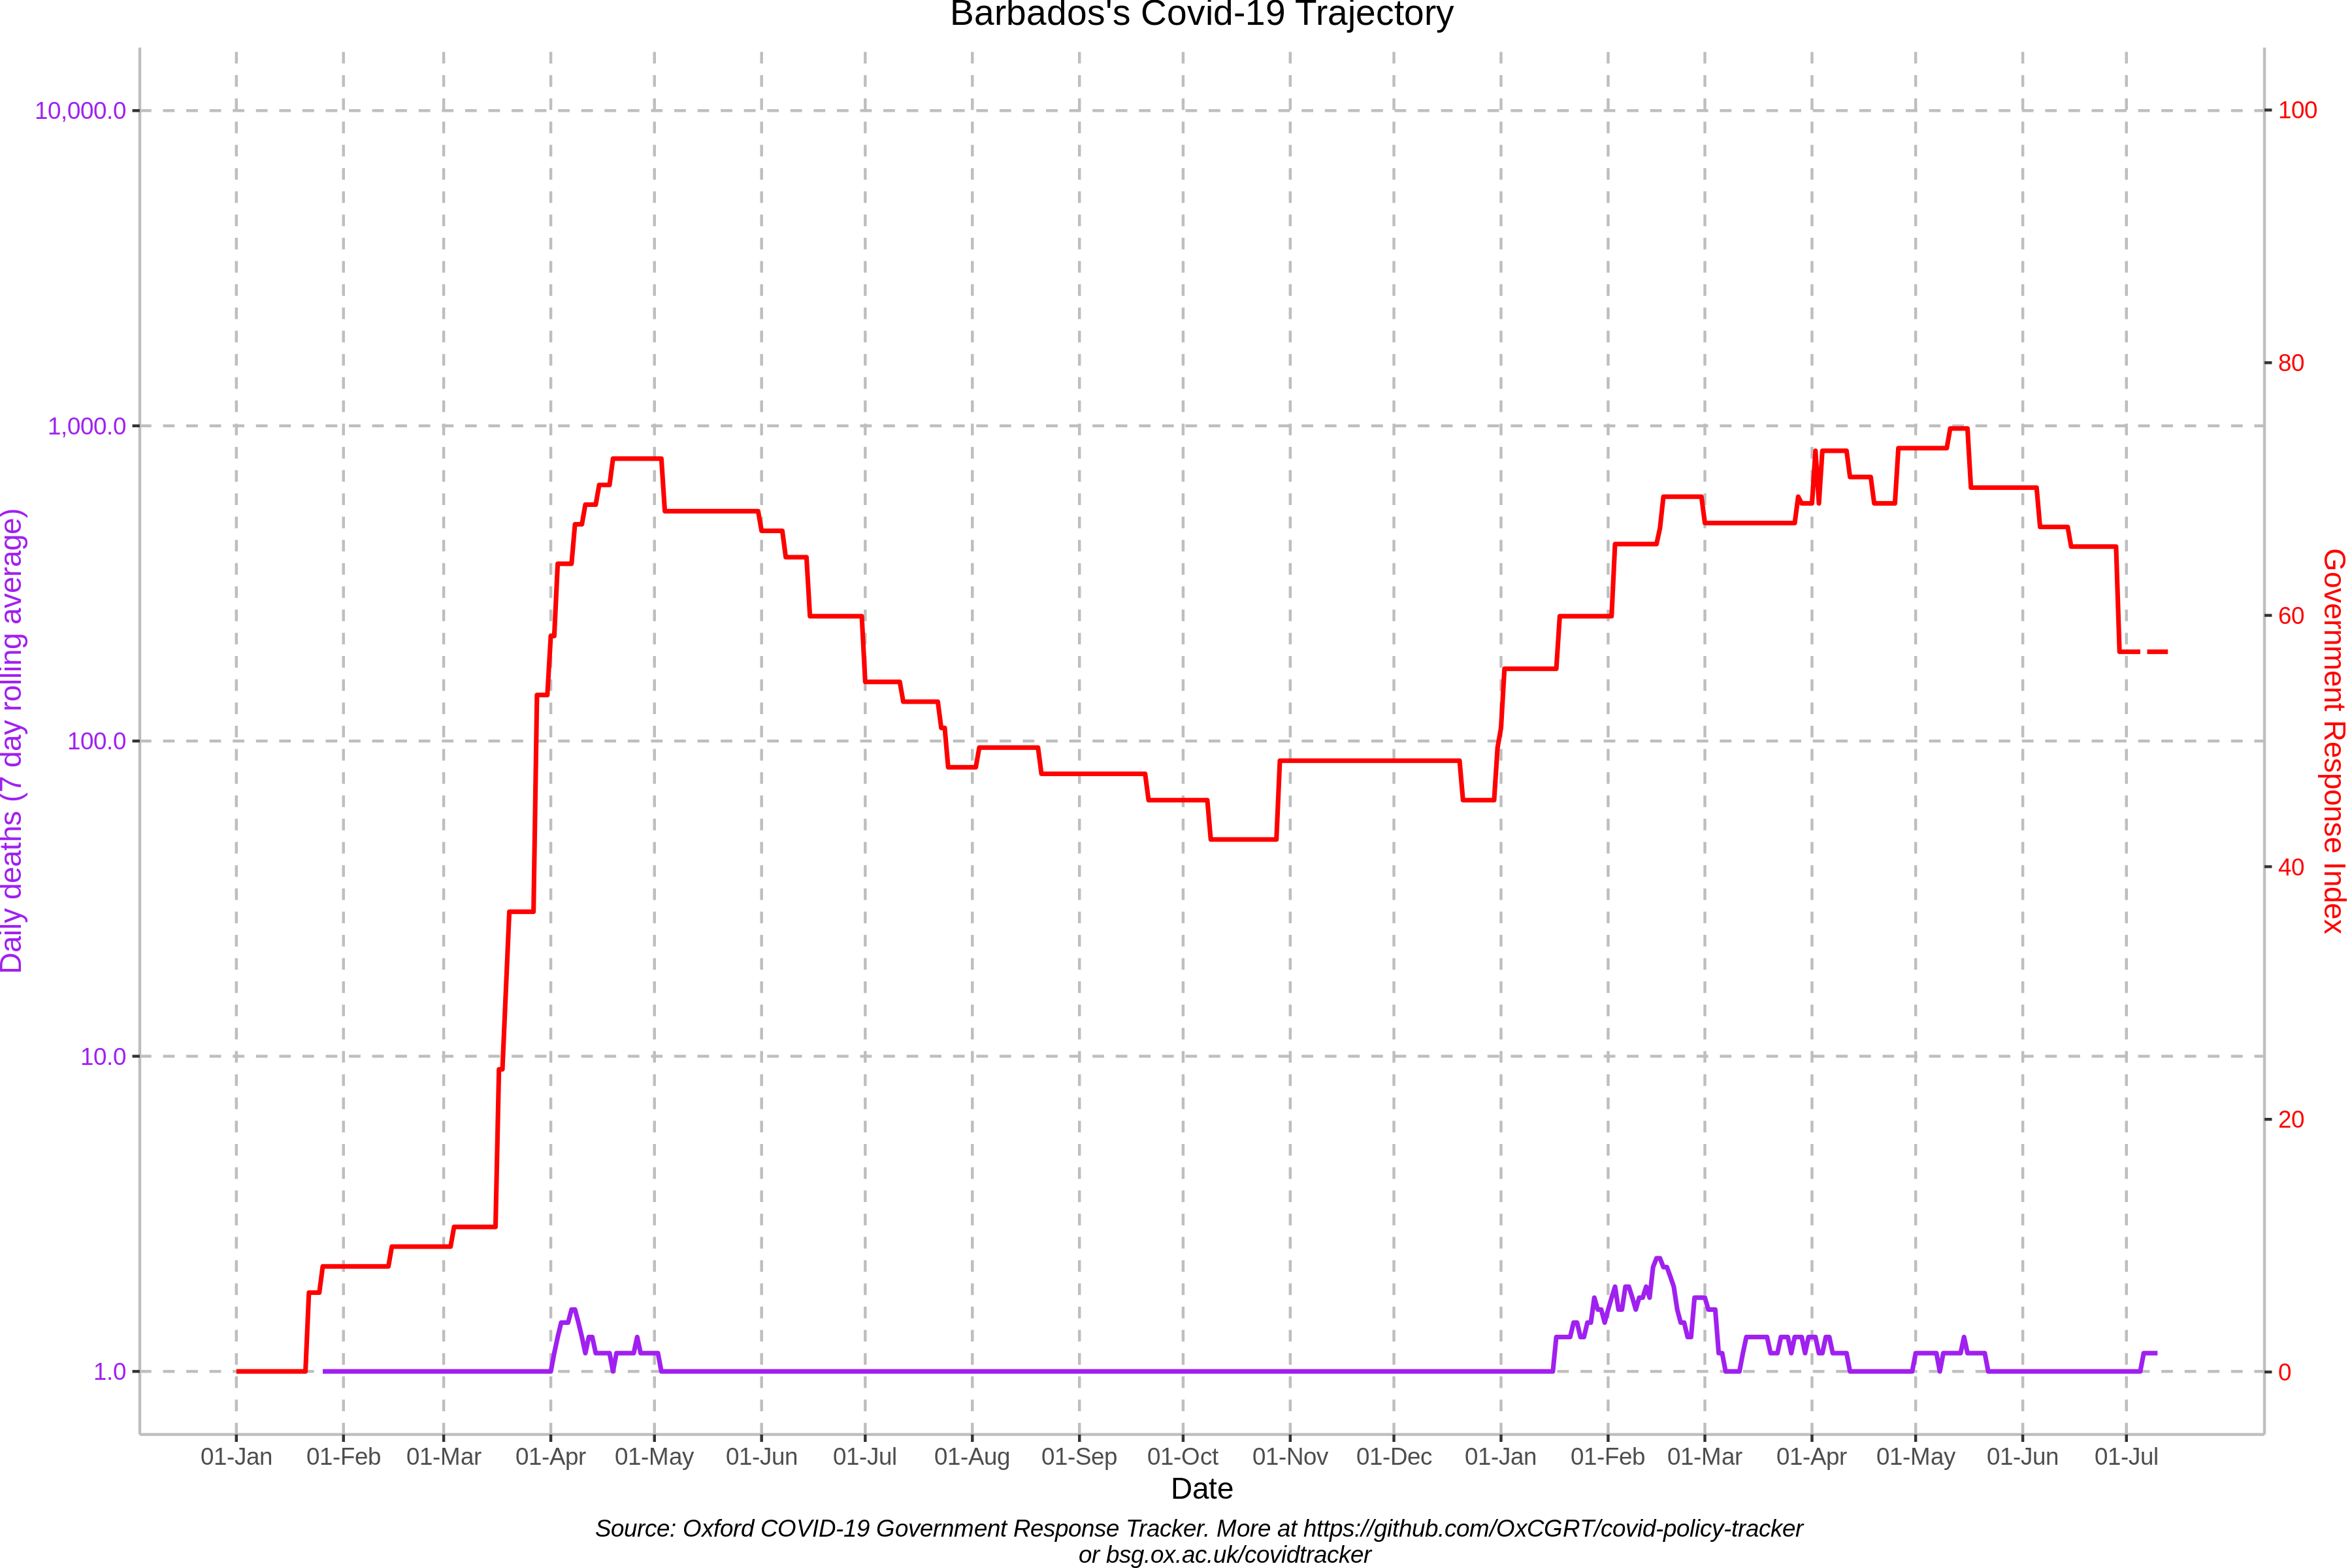 Barbados's Covid-19 Trajectory
10,000.0
1,000.0
100.0
10.0
1.0
Daily deaths (7 day rolling average)
100
80
60
40
20
0
Government Response Index
01-Jan 01-Feb 01-Mar 01-Apr 01-May 01-Jun 01-Jul 01-Aug 01-Sep 01-Oct 01-Nov 01-Dec 01-Jan 01-Feb 01-Mar 01-Apr 01-May 01-Jun 01-Jul
Date
Source: Oxford COVID-19 Government Response Tracker. More at https://github.com/OxCGRT/covid-policy-tracker
or bsg.ox.ac.uk/covidtracker